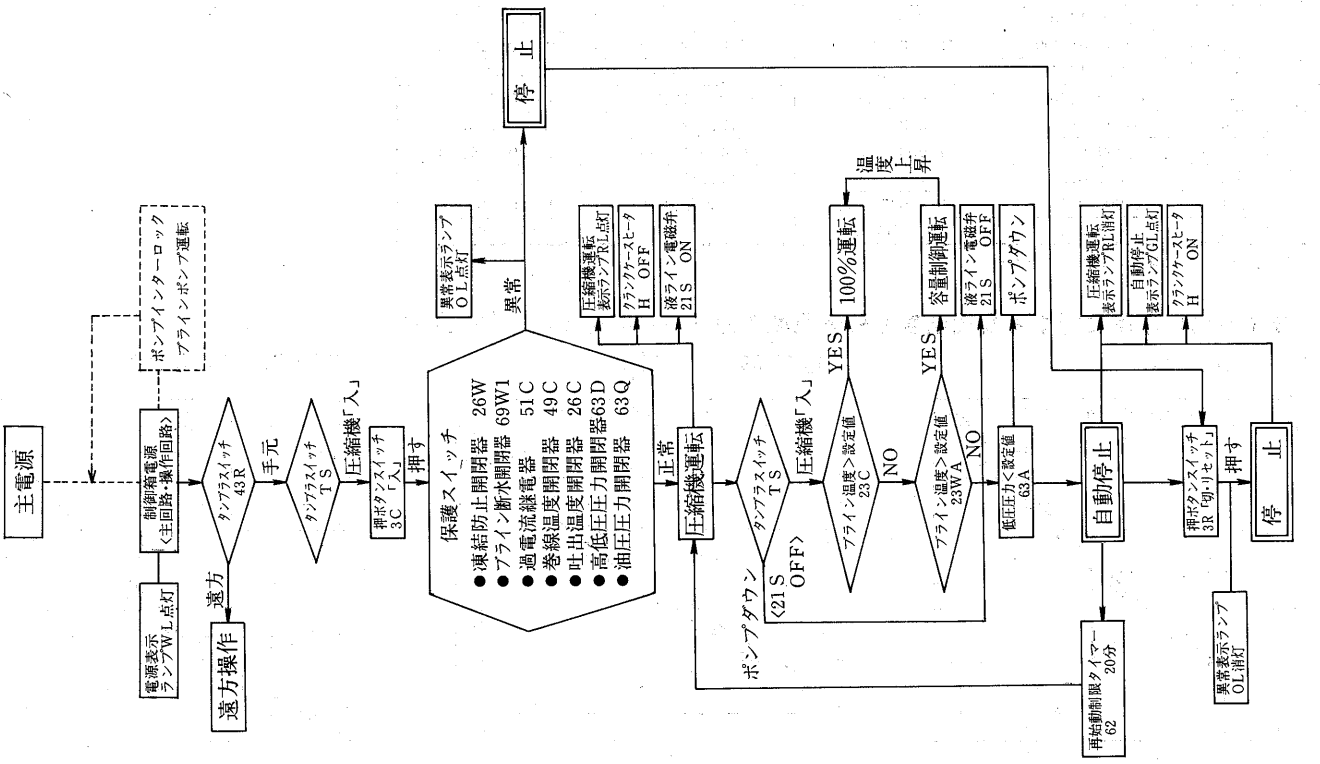 主電源
ポンプインターロック
ブラインポンプ運転
電源表示
ランプWL点灯
制御箱電源
<主回路・操作回路>
タンブラスイッチ
43R
遠方
遠方操作
手元
タンブラスイッチ
TS
圧縮機「入」
押ボタンスイッチ
3C「入」
押す
保護スイッチ
●凍結防止開閉器 26W
●ブライン断水開閉器 69W1
●過電流継電器 51C
●巻線温度開閉器 49C
●吐出温度開閉器 26C
●高低圧圧力開閉器63D
●油圧圧力開閉器 63Q
異常
異常表示ランプ
OL点灯
停止
正常
圧縮機運転
圧縮機運転
表示ランプRL点灯
クランクケースヒータ
H OFF
液ライン電磁弁
21S ON
タンブラスイッチ
TS
ポンプダウン
<21S
OFF>
圧縮機「入」
ブライン温度>設定値
23C
YES
100%運転
温度上昇
NO
ブライン温度>設定値
23WA
YES
容量制御運転
NO
液ライン電磁弁
21S OFF
低圧圧力<設定値
63A
ポンプダウン
自動停止
圧縮機運転
表示ランプRL消灯
自動停止
表示ランプGL点灯
クランクケースヒータ
H ON
再始動制限タイマー
62 20分
押ボタンスイッチ
3R「切・リセット」
押す
異常表示ランプ
OL消灯
停止